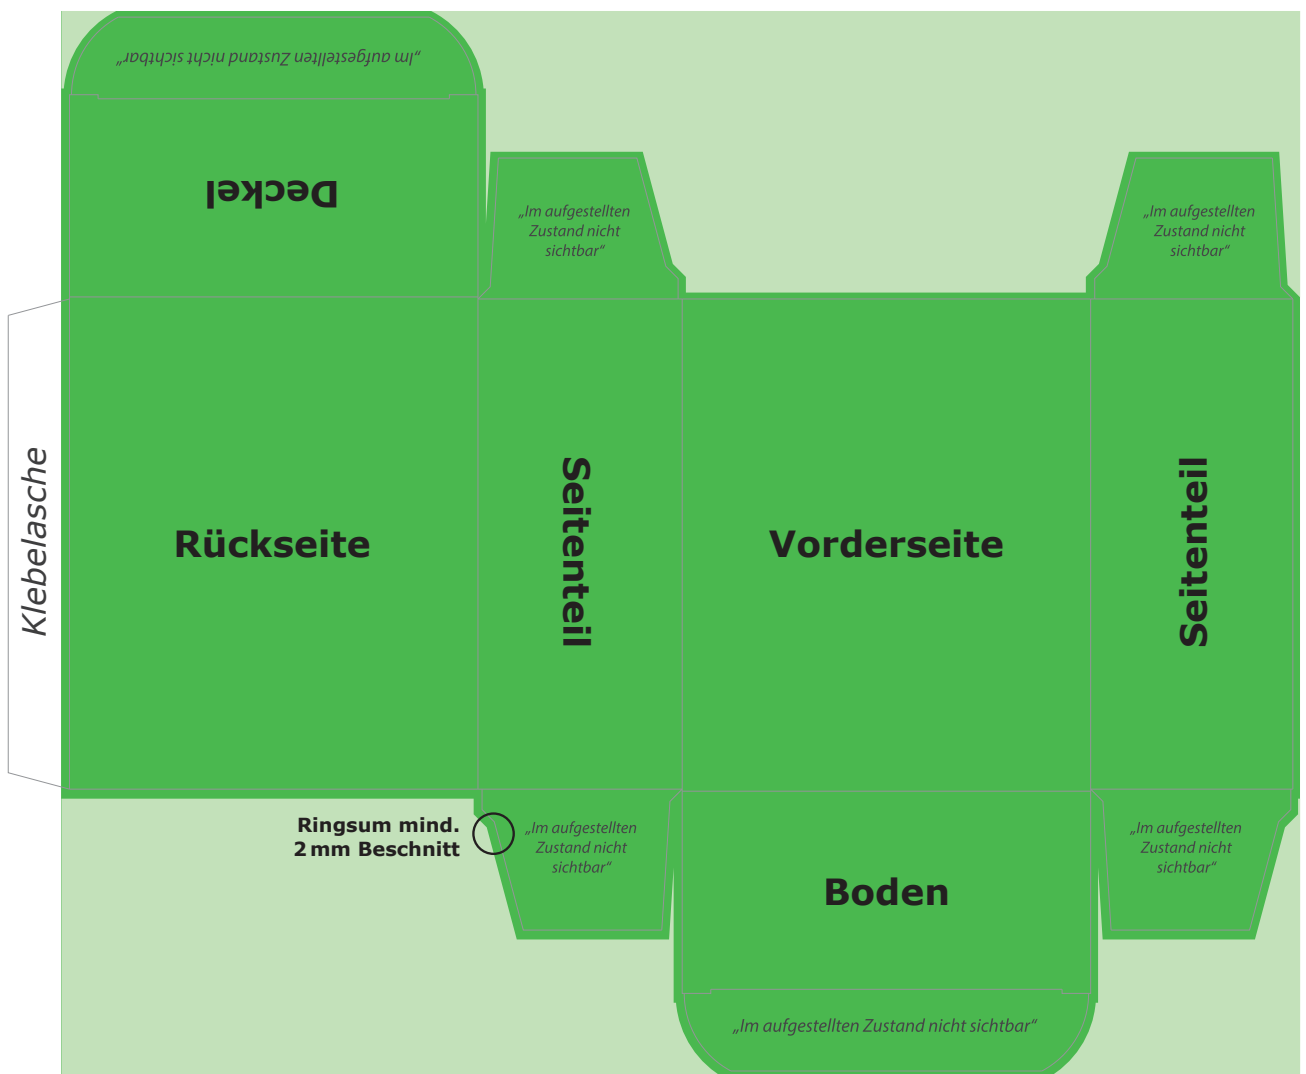 „Im aufgestellten Zustand nicht sichtbar“
Deckel
„Im aufgestellten
Zustand nicht
sichtbar“
„Im aufgestellten
Zustand nicht
sichtbar“
Klebelasche
Rückseite
Seitenteil
Vorderseite
Seitenteil
Ringsum mind.
2 mm Beschnitt
„Im aufgestellten
Zustand nicht
sichtbar“
Boden
„Im aufgestellten
Zustand nicht
sichtbar“
„Im aufgestellten Zustand nicht sichtbar“